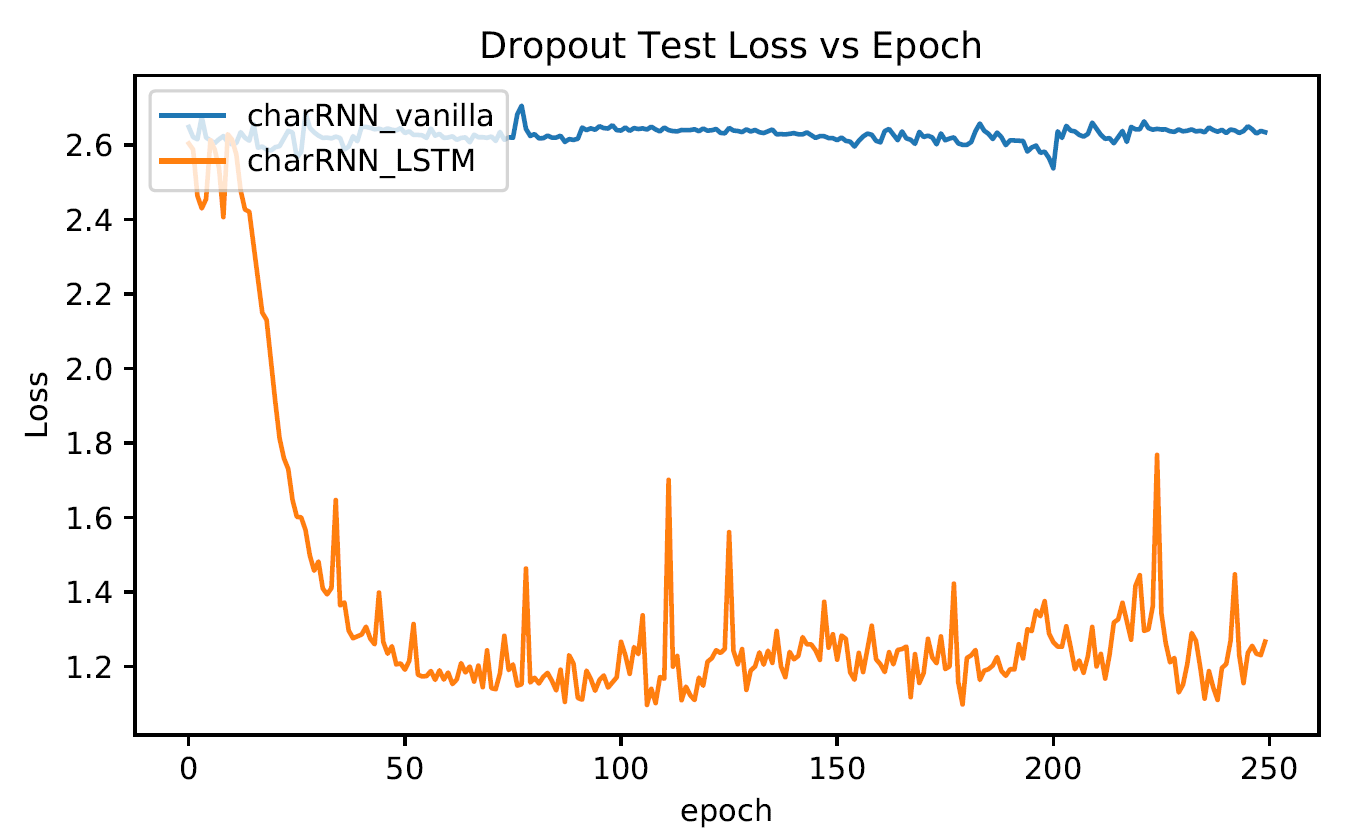 Dropout Test Loss vs Epoch
charRNN_vanilla
charRNN_LSTM
2.6
2.4
2.2
2.0
1.8
1.6
1.4
1.2
Loss
0 50 100 150 200 250
epoch